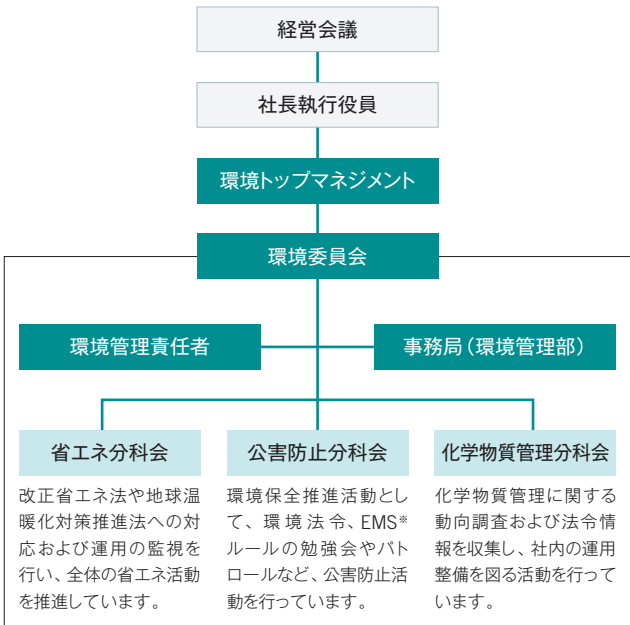 経営会議
社長執行役員
環境トップマネジメント
環境委員会
環境管理責任者
事務局（環境管理部）
省エネ分科会
改正省エネ法や地球温
暖化対策推進法への対
応および運用の監視を
行い、全体の省エネ活動
を推進しています。
公害防止分科会
環境保全推進活動とし
て、環境法令、EMS※
ルールの勉強会やパト
ロールなど、公害防止活
動を行っています。
化学物質管理分科会
化学物質管理に関する
動向調査および法令情
報を収集し、社内の運用
整備を図る活動を行って
います。